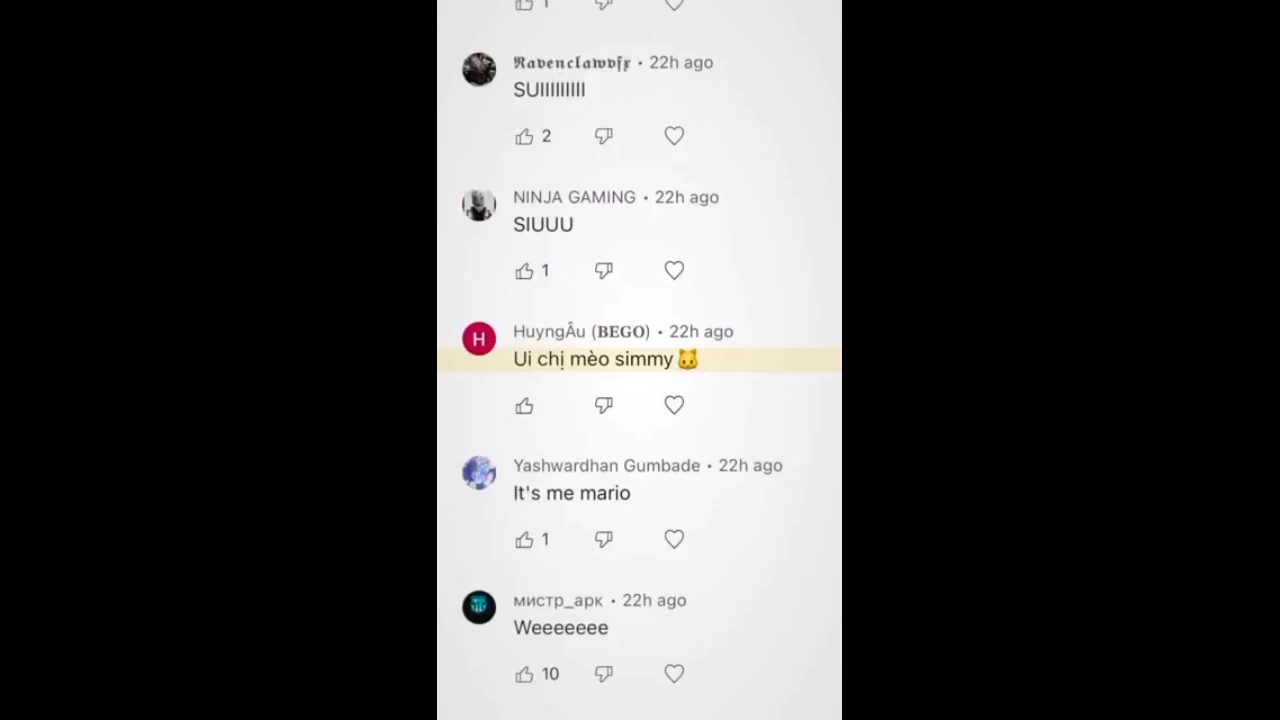 1
𝕽𝖆𝖛𝖊𝖓𝖈𝖑𝖆𝖜𝖛𝖋𝖝 • 22h ago
SUIIIIIIIII
2
NINJA GAMING • 22h ago
SIUUU
1
H
HuyngÂu (𝐁𝐄𝐆𝐎) • 22h ago
Ui chị mèo simmy🐱
Yashwardhan Gumbade • 22h ago
It's me mario
1
мистр_арк • 22h ago
Weeeeeee
10